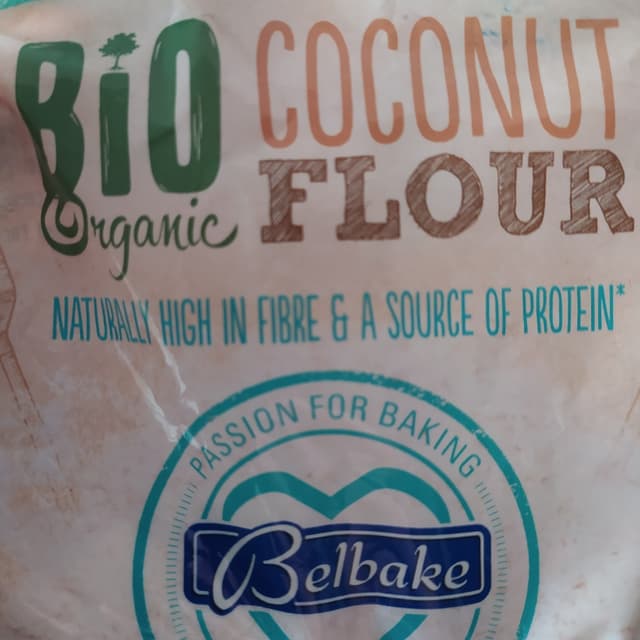 BiO
Organic
COCONUT
FLOUR
NATURALLY HIGH IN FIBRE & A SOURCE OF PROTEIN*
PASSION FOR BAKING
Belbake